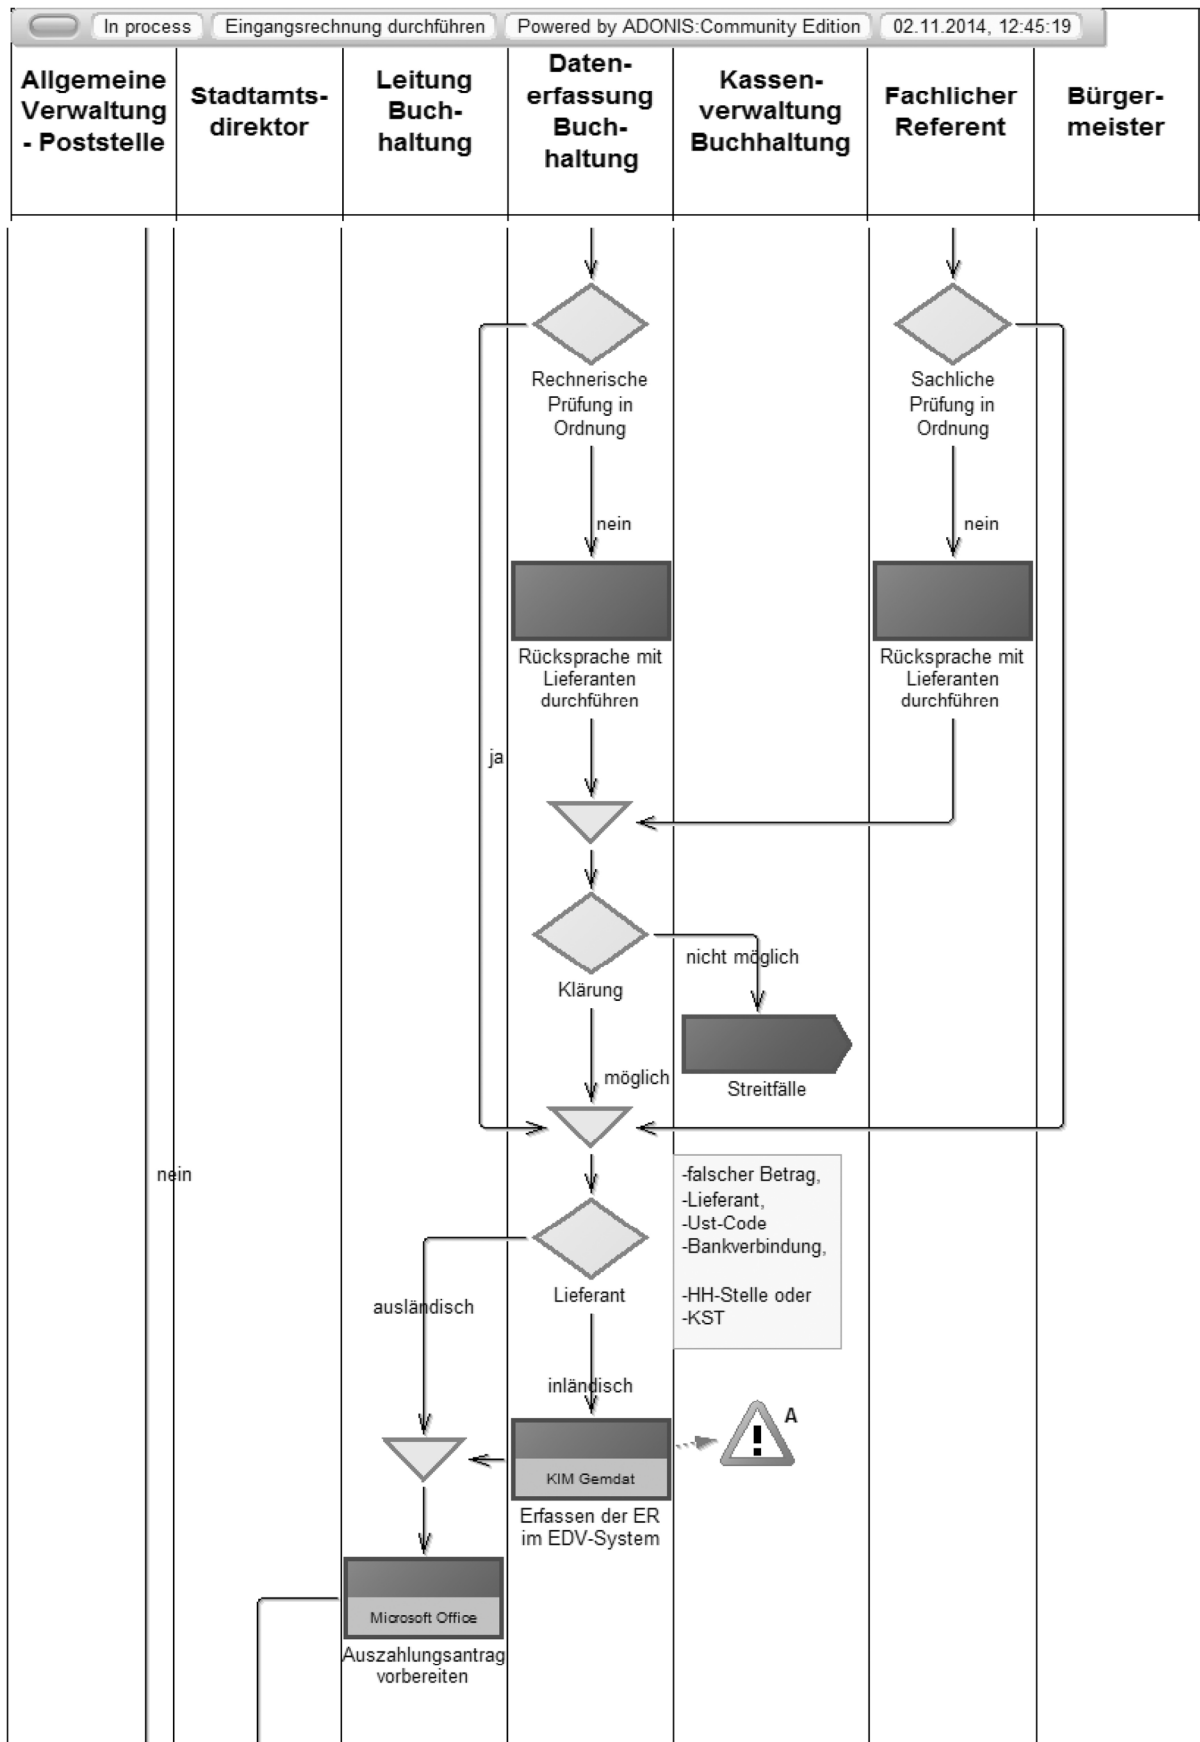 In process
Eingangsrechnung durchführen
Powered by ADONIS:Community Edition
02.11.2014, 12:45:19
Allgemeine
Verwaltung
- Poststelle
Stadtamts-
direktor
Leitung
Buch-
haltung
Daten-
erfassung
Buch-
haltung
Kassen-
verwaltung
Buchhaltung
Fachlicher
Referent
Bürger-
meister
Rechnerische
Prüfung in
Ordnung
Sachliche
Prüfung in
Ordnung
nein
nein
Rücksprache mit
Lieferanten
durchführen
Rücksprache mit
Lieferanten
durchführen
ja
nicht möglich
Klärung
möglich
Streitfälle
nein
-falscher Betrag,
-Lieferant,
-Ust-Code
-Bankverbindung,
-HH-Stelle oder
-KST
Lieferant
ausländisch
inländisch
A
KIM Gemdat
Erfassen der ER
im EDV-System
Microsoft Office
Auszahlungsantrag
vorbereiten